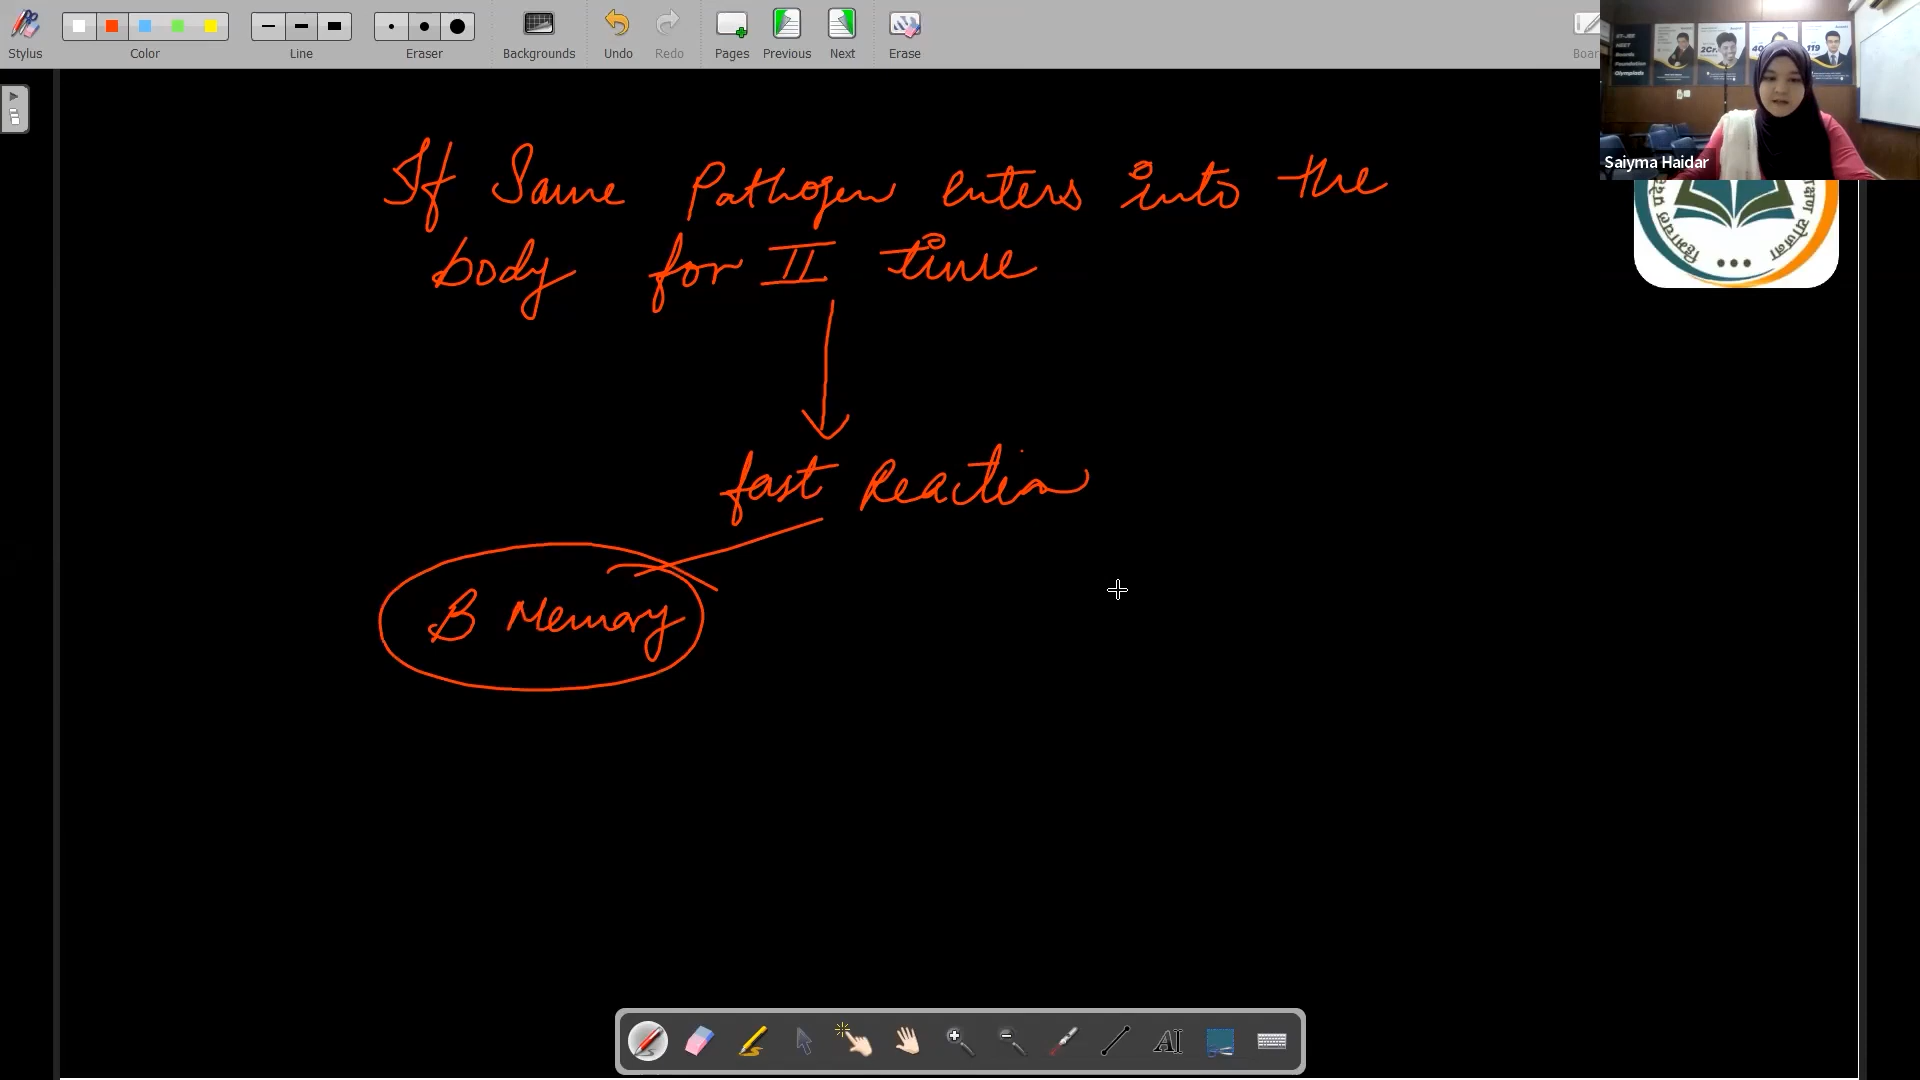 Stylus Color Line Eraser Backgrounds Undo Redo Pages Previous Next Erase Boar
Saiyma Haidar
If Same Pathogen enters into the
body for II time
fast Reaction
B Memory